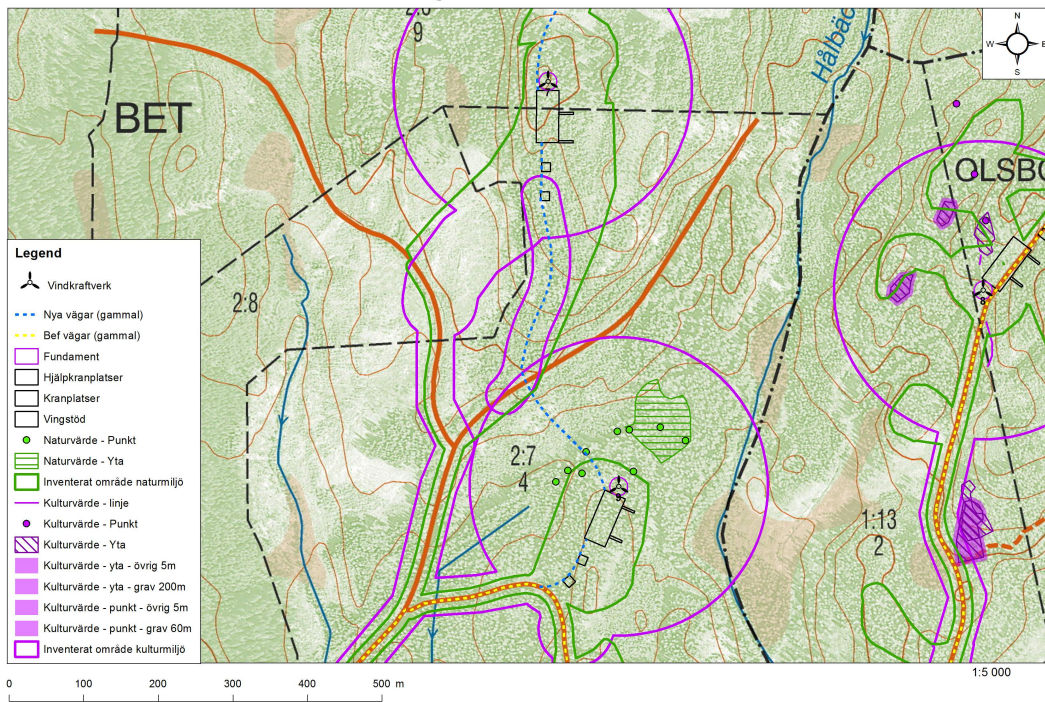 9
Hålbäc
N
W
E
S
BET
7
OLSBO
Legend
Vindkraftverk
Nya vägar (gammal)
Bef vägar (gammal)
Fundament
Hjälpkranplatser
Kranplatser
Vingstöd
Naturvärde - Punkt
Naturvärde - Yta
Inventerat område naturmiljö
Kulturvärde - linje
Kulturvärde - Punkt
Kulturvärde - Yta
Kulturvärde - yta - övrig 5m
Kulturvärde - yta - grav 200m
Kulturvärde - punkt - övrig 5m
Kulturvärde - punkt - grav 60m
Inventerat område kulturmiljö
2:8
8
2:7
4
9
1:13
2
1:5 000
0 100 200 300 400 500 m